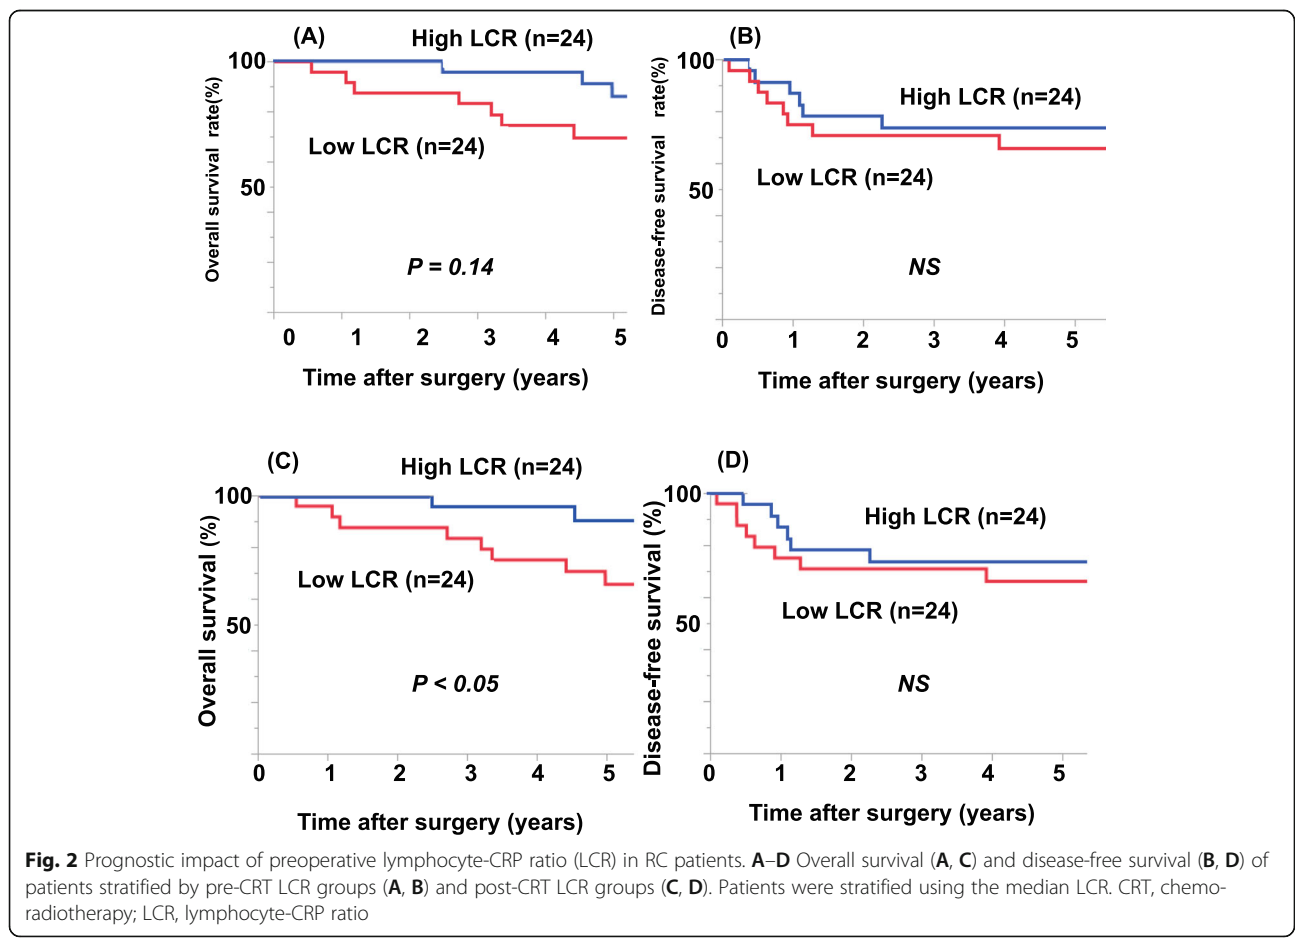 (A)
High LCR (n=24)
100
50
Overall survival rate(%)
Low LCR (n=24)
P = 0.14
0 1 2 3 4 5
Time after surgery (years)
(B)
100
50
Disease-free survival rate(%)
High LCR (n=24)
Low LCR (n=24)
NS
0 1 2 3 4 5
Time after surgery (years)
(C)
High LCR (n=24)
100
50
Overall survival (%)
Low LCR (n=24)
P < 0.05
0 1 2 3 4 5
Time after surgery (years)
(D)
100
50
Disease-free survival (%)
High LCR (n=24)
Low LCR (n=24)
NS
0 1 2 3 4 5
Time after surgery (years)
Fig. 2 Prognostic impact of preoperative lymphocyte-CRP ratio (LCR) in RC patients. A–D Overall survival (A, C) and disease-free survival (B, D) of
patients stratified by pre-CRT LCR groups (A, B) and post-CRT LCR groups (C, D). Patients were stratified using the median LCR. CRT, chemo-
radiotherapy; LCR, lymphocyte-CRP ratio